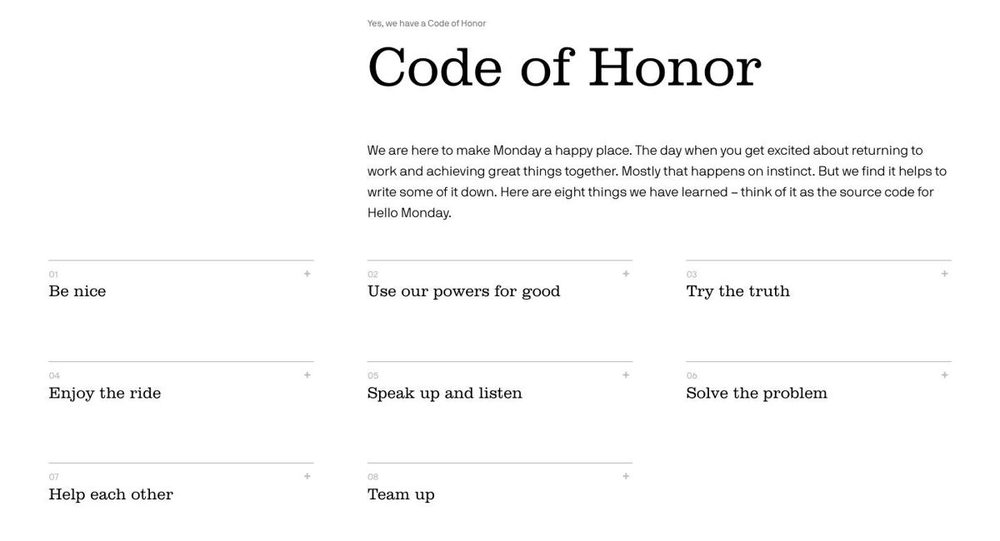 Yes, we have a Code of Honor
Code of Honor
We are here to make Monday a happy place. The day when you get excited about returning to
work and achieving great things together. Mostly that happens on instinct. But we find it helps to
write some of it down. Here are eight things we have learned – think of it as the source code for
Hello Monday.
01 +
Be nice
02 +
Use our powers for good
03 +
Try the truth
04 +
Enjoy the ride
05 +
Speak up and listen
06 +
Solve the problem
07 +
Help each other
08 +
Team up